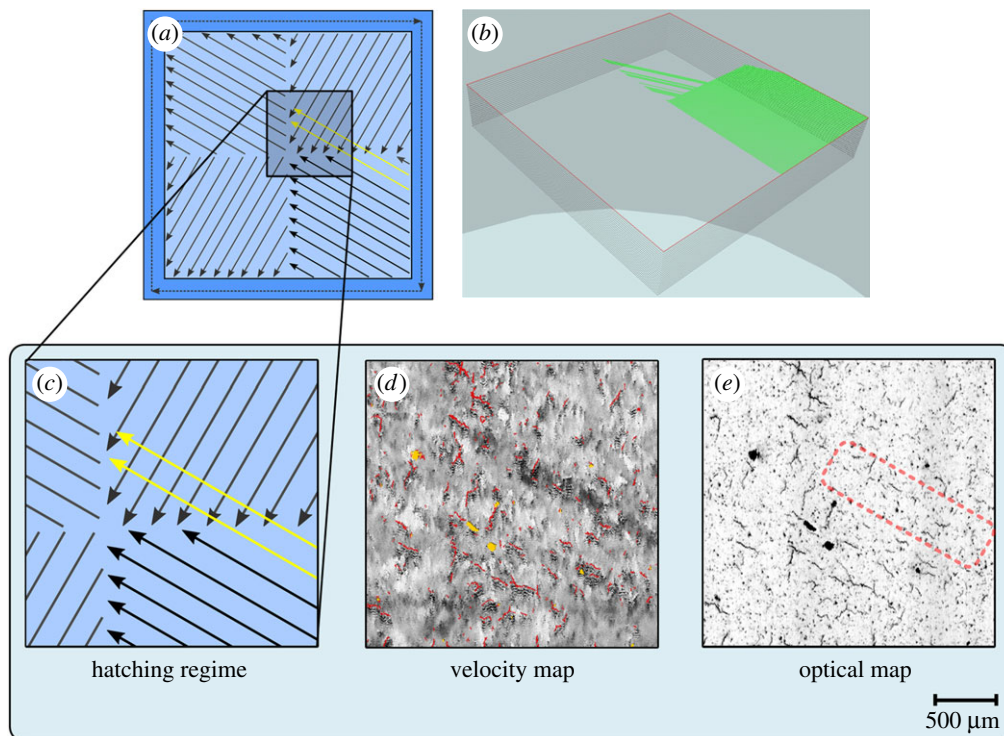 (a)
(b)
(c)
(d)
(e)
hatching regime
velocity map
optical map
500 µm